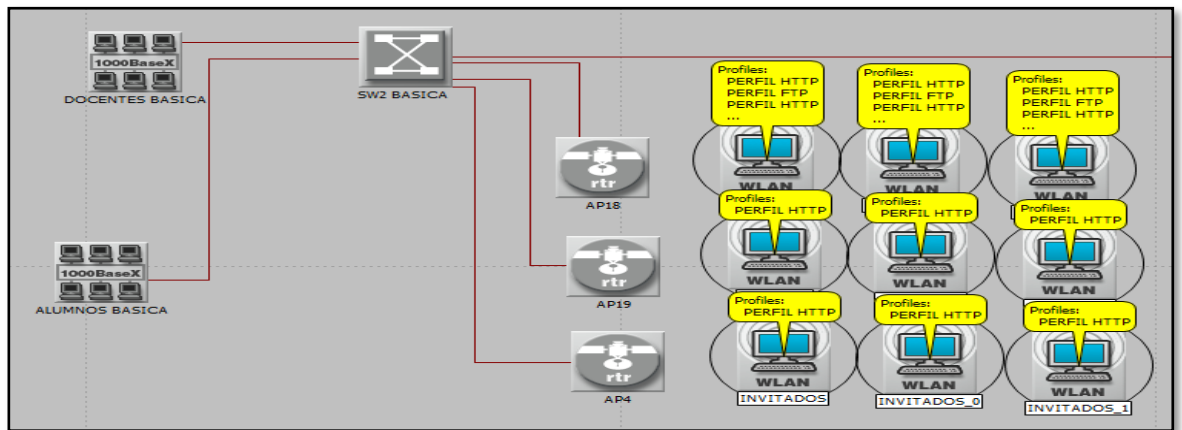 1000BaseX
DOCENTES BASICA
SW2 BASICA
1000BaseX
ALUMNOS BASICA
rtr
AP18
rtr
AP19
rtr
AP4
Profiles:
PERFIL HTTP
PERFIL FTP
PERFIL HTTP
...
WLAN
Profiles:
PERFIL HTTP
PERFIL FTP
PERFIL HTTP
...
WLAN
Profiles:
PERFIL HTTP
PERFIL FTP
PERFIL HTTP
...
WLAN
Profiles:
PERFIL HTTP
WLAN
Profiles:
PERFIL HTTP
WLAN
Profiles:
PERFIL HTTP
WLAN
Profiles:
PERFIL HTTP
WLAN
INVITADOS
Profiles:
PERFIL HTTP
WLAN
INVITADOS_0
Profiles:
PERFIL HTTP
WLAN
INVITADOS_1